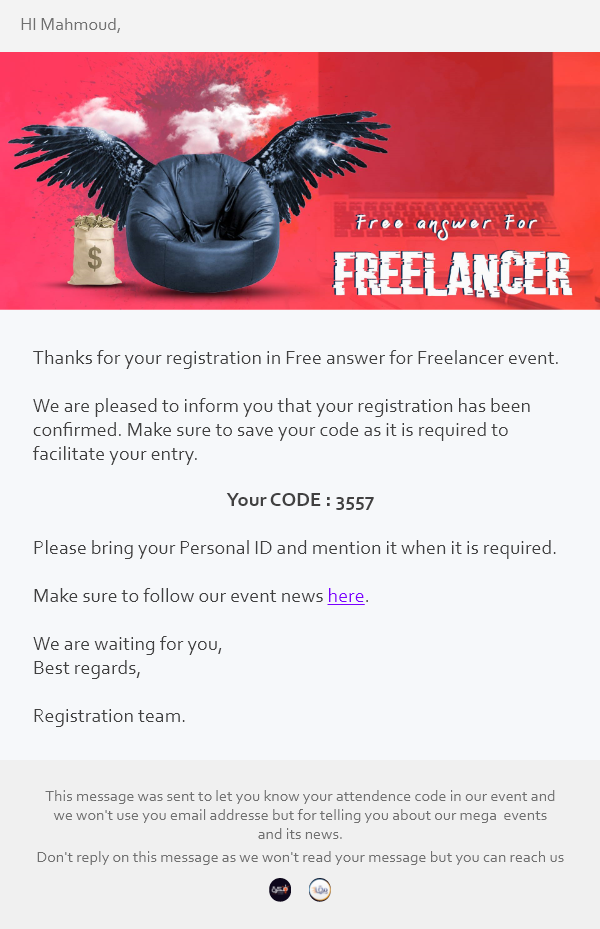 HI Mahmoud,
$
Free answer For
FREELANCER
Thanks for your registration in Free answer for Freelancer event.
We are pleased to inform you that your registration has been
confirmed. Make sure to save your code as it is required to
facilitate your entry.
Your CODE : 3557
Please bring your Personal ID and mention it when it is required.
Make sure to follow our event news here.
We are waiting for you,
Best regards,
Registration team.
This message was sent to let you know your attendence code in our event and
we won't use you email addresse but for telling you about our mega events
and its news.
Don't reply on this message as we won't read your message but you can reach us